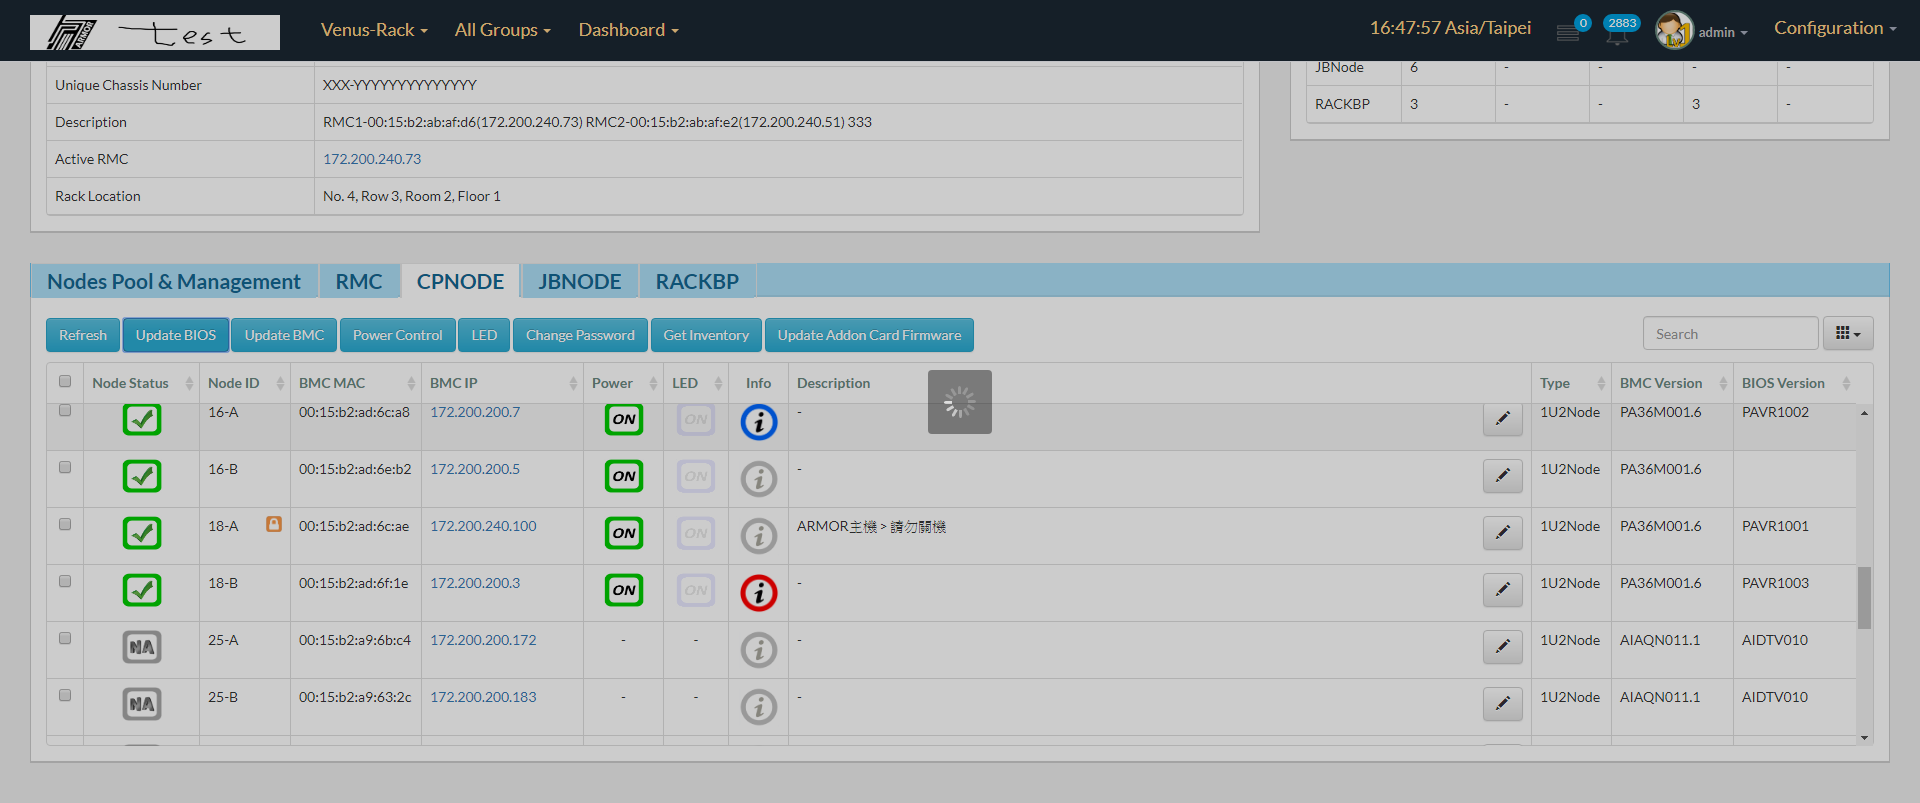 ARMOR test Venus-Rack All Groups Dashboard 16:47:57 Asia/Taipei 0 2883 admin Configuration
JBNode 6 - - - -
Unique Chassis Number XXX-YYYYYYYYYYYYYY
RACKBP 3 - - 3 -
Description RMC1-00:15:b2:ab:af:d6(172.200.240.73) RMC2-00:15:b2:ab:af:e2(172.200.240.51) 333
Active RMC 172.200.240.73
Rack Location No. 4, Row 3, Room 2, Floor 1
Nodes Pool & Management RMC CPNODE JBNODE RACKBP
Refresh Update BIOS Update BMC Power Control LED Change Password Get Inventory Update Addon Card Firmware Search
Node Status Node ID BMC MAC BMC IP Power LED Info Description Type BMC Version BIOS Version
16-A 00:15:b2:ad:6c:a8 172.200.200.7 ON ON i - 1U2Node PA36M001.6 PAVR1002
16-B 00:15:b2:ad:6e:b2 172.200.200.5 ON ON i - 1U2Node PA36M001.6
18-A 00:15:b2:ad:6c:ae 172.200.240.100 ON ON i ARMOR主機 > 請勿關機 1U2Node PA36M001.6 PAVR1001
18-B 00:15:b2:ad:6f:1e 172.200.200.3 ON ON i - 1U2Node PA36M001.6 PAVR1003
NA 25-A 00:15:b2:a9:6b:c4 172.200.200.172 - - i - 1U2Node AIAQN011.1 AIDTV010
NA 25-B 00:15:b2:a9:63:2c 172.200.200.183 - - i - 1U2Node AIAQN011.1 AIDTV010